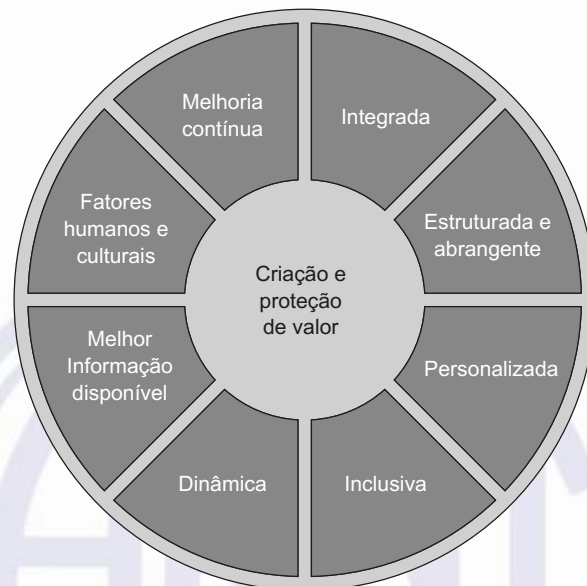 Melhoria
contínua
Integrada
Fatores
humanos e
culturais
Estruturada e
abrangente
Criação e
proteção
de valor
Melhor
Informação
disponível
Personalizada
Dinâmica
Inclusiva